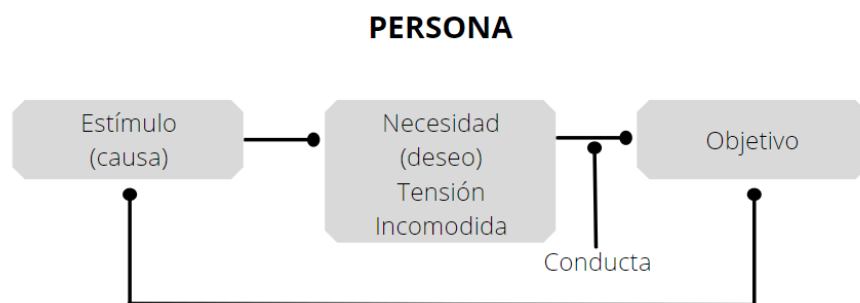 PERSONA
Estímulo
(causa)
Necesidad
(deseo)
Tensión
Incomodida
Objetivo
Conducta